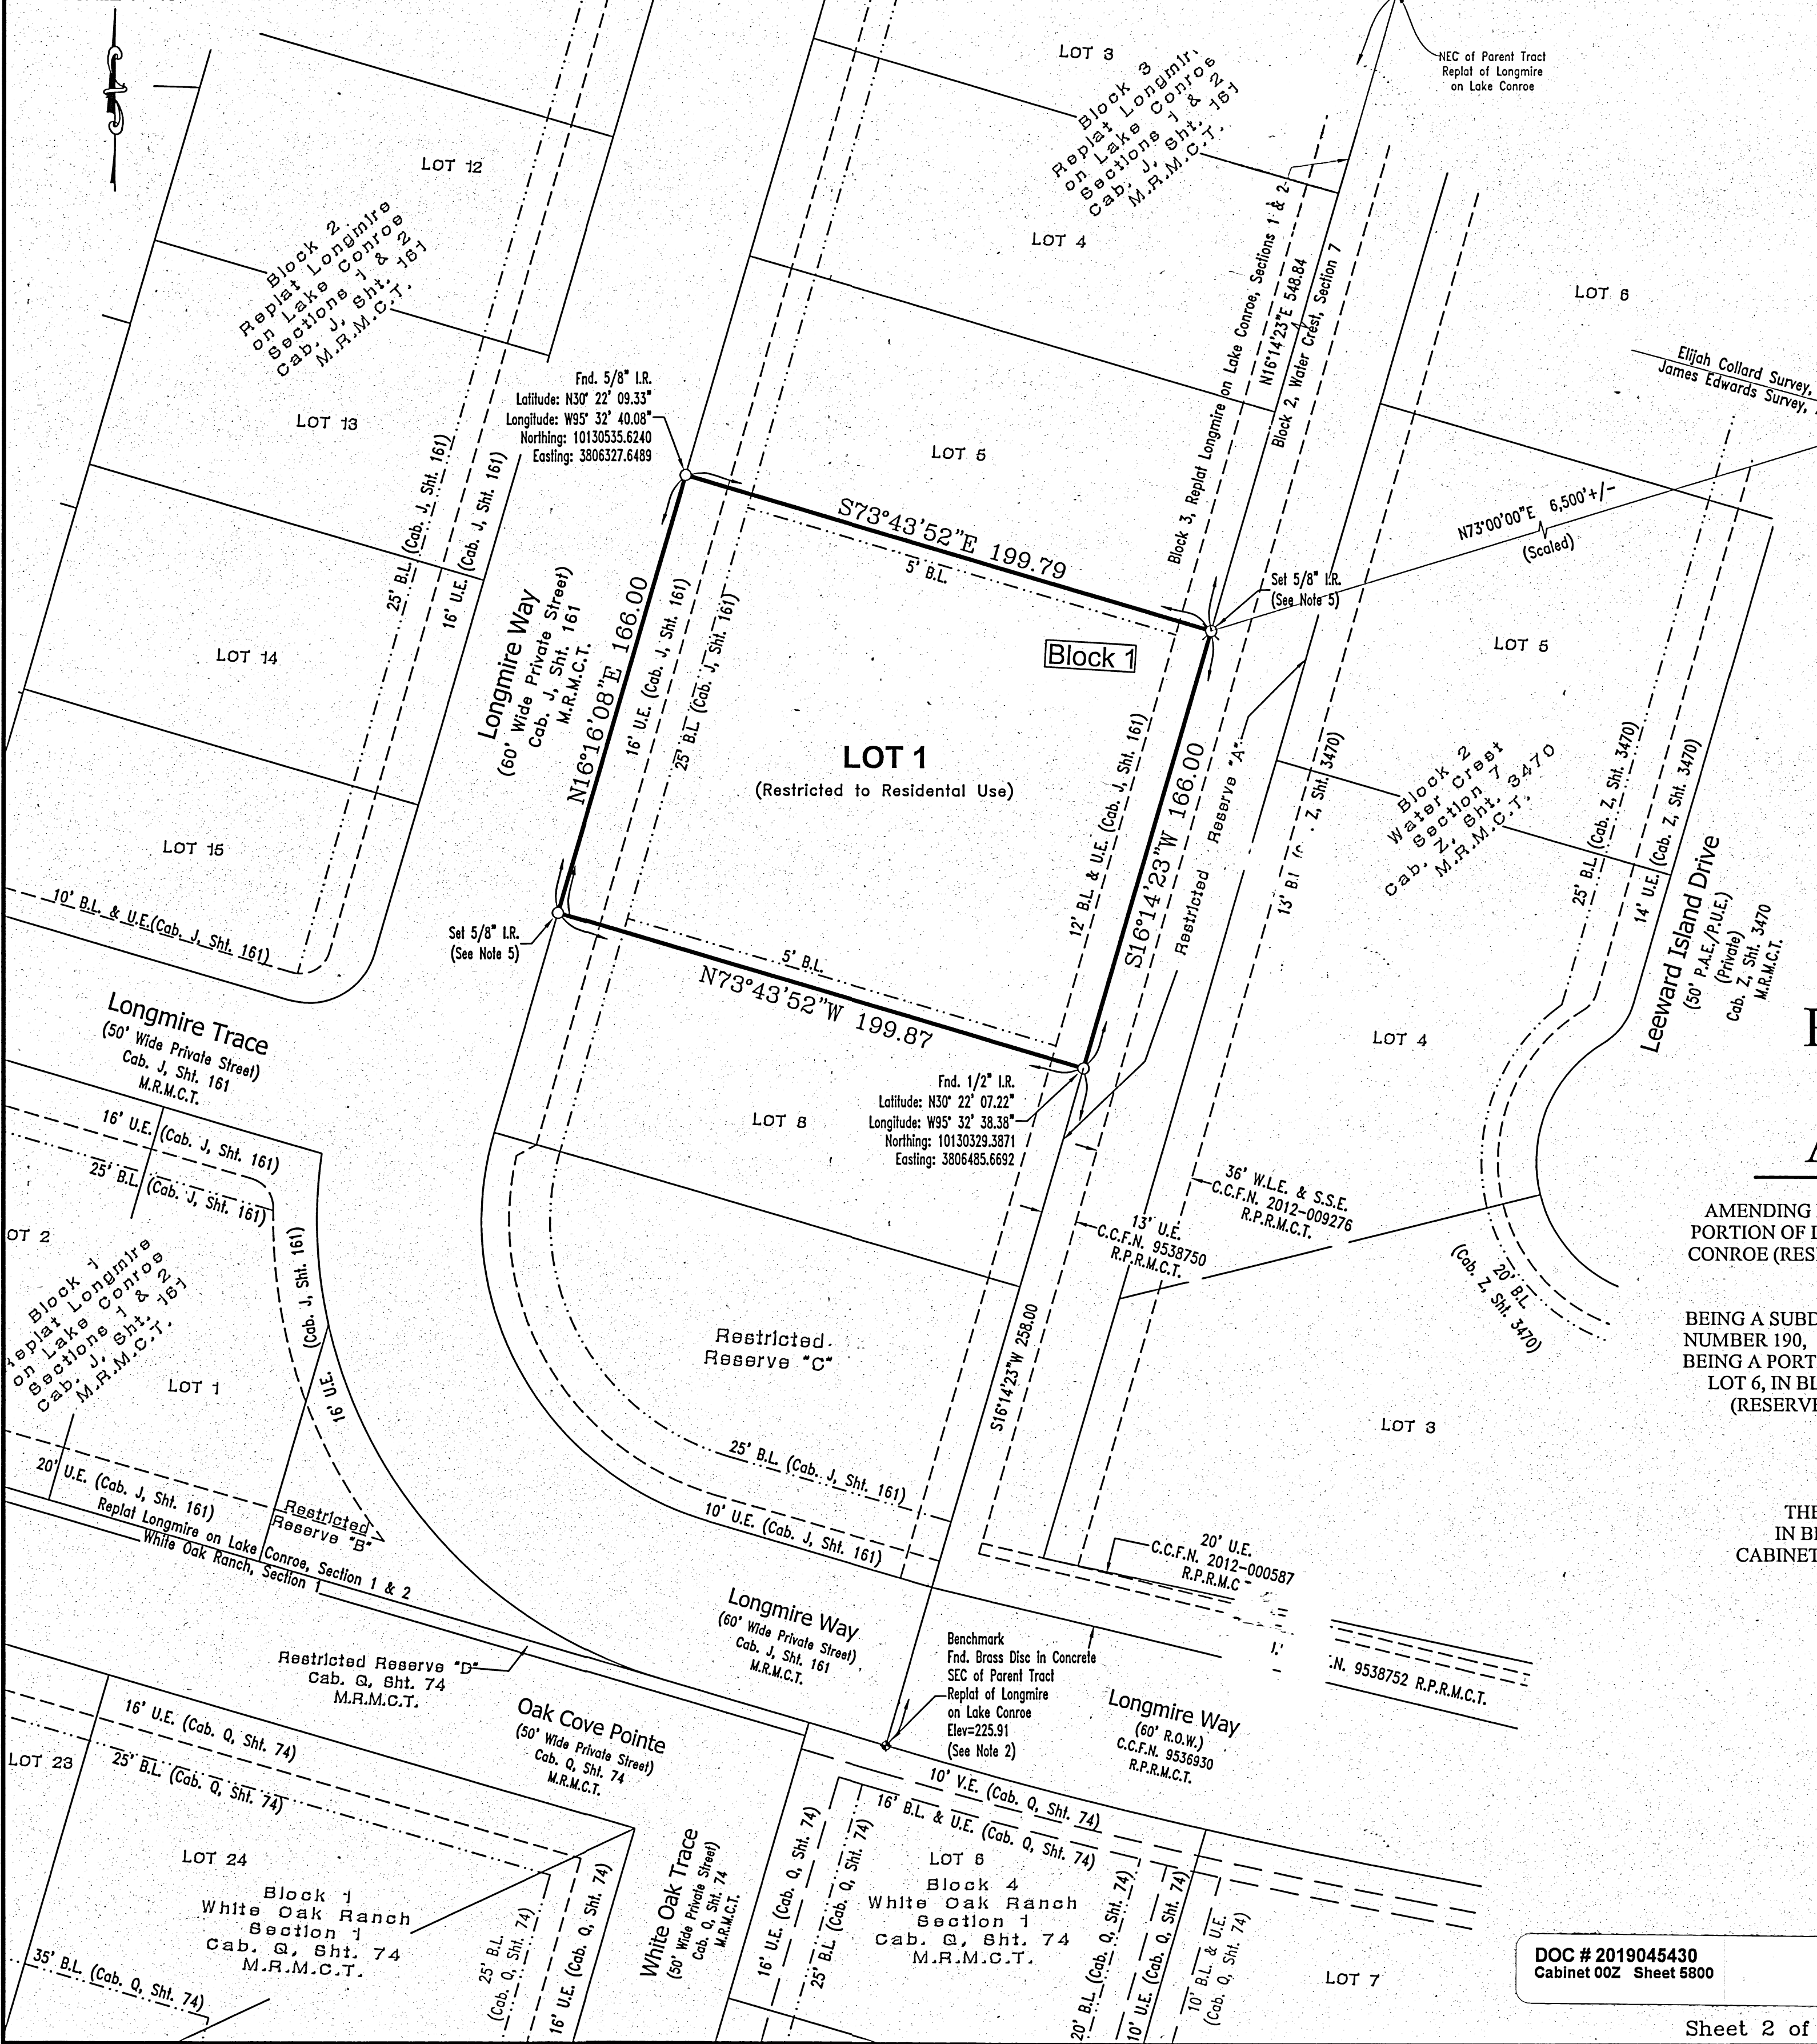 NEC of Parent Tract
Replat of Longmire
on Lake Conroe
LOT 3
Block 3
Replat Longmire
on Lake Conroe
Sections 1 & 2
Cab. J, Sht. 161
M.R.M.C.T.
LOT 12
Block 2
Replat Longmire
on Lake Conroe
Sections 1 & 2
Cab. J, Sht. 161
M.R.M.C.T.
LOT 4
LOT 6
Block 3, Replat Longmire on Lake Conroe, Sections 1 & 2
N16°14'23"E 548.84
Block 2, Water Crest, Section 7
Elijah Collard Survey,
James Edwards Survey,
Fnd. 5/8" I.R.
Latitude: N30° 22' 09.33"
Longitude: W95° 32' 40.08"
Northing: 10130535.6240
Easting: 3806327.6489
LOT 13
LOT 5
25' B.L. (Cab. J, Sht. 161)
16' U.E. (Cab. J, Sht. 161)
S73°43'52"E 199.79
5' B.L.
N73°00'00"E 6,500'+/-
(Scaled)
Set 5/8" I.R.
(See Note 5)
Block 1
LOT 5
LOT 14
Longmire Way
(60' Wide Private Street)
Cab. J, Sht. 161
M.R.M.C.T.
N16°16'08"E 166.00
16' U.E. (Cab. J, Sht. 161)
25' B.L. (Cab. J, Sht. 161)
LOT 1
(Restricted to Residental Use)
12' B.L. & U.E. (Cab. J, Sht. 161)
S16°14'23"W 166.00
Restricted Reserve "A"
13' B.L
Z, Sht. 3470)
Block 2
Water Crest
Section 7
Cab. Z, Sht. 3470
M.R.M.C.T.
25' B.L. (Cab. Z, Sht. 3470)
14' U.E. (Cab. Z, Sht. 3470)
Leeward Island Drive
(50' P.A.E./P.U.E.)
(Private)
Cab. Z, Sht. 3470
M.R.M.C.T.
LOT 15
10' B.L. & U.E.(Cab. J, Sht. 161)
Set 5/8" I.R.
(See Note 5)
5' B.L.
N73°43'52"W 199.87
Longmire Trace
(50' Wide Private Street)
Cab. J, Sht. 161
M.R.M.C.T.
LOT 4
Fnd. 1/2" I.R.
Latitude: N30° 22' 07.22"
Longitude: W95° 32' 38.38"
Northing: 10130329.3871
Easting: 3806485.6692
LOT 8
16' U.E. (Cab. J, Sht. 161)
25' B.L. (Cab. J, Sht. 161)
36' W.L.E. & S.S.E.
C.C.F.N. 2012-009276
R.P.R.M.C.T.
13' U.E.
C.C.F.N. 9538750
R.P.R.M.C.T.
AMENDING
PORTION OF
CONROE (RES
20' B.L.
(Cab. Z, Sht. 3470)
OT 2
Block 1
Replat Longmire
on Lake Conroe
Sections 1 & 2
Cab. J, Sht. 161
M.R.M.C.T.
(Cab. J, Sht. 161)
16' U.E.
LOT 1
Restricted
Reserve "C"
S16°14'23"W 258.00
BEING A SUBD
NUMBER 190,
BEING A PORT
LOT 6, IN BL
(RESERVE
LOT 3
25' B.L. (Cab. J, Sht. 161)
10' U.E. (Cab. J, Sht. 161)
20' U.E. (Cab. J, Sht. 161)
Replat Longmire on Lake Conroe, Section 1 & 2
White Oak Ranch, Section 1
Restricted
Reserve "B"
THE
IN BL
CABINET
20' U.E.
C.C.F.N. 2012-000587
R.P.R.M.C
Longmire Way
(60' Wide Private Street)
Cab. J, Sht. 161
M.R.M.C.T.
Benchmark
Fnd. Brass Disc in Concrete
SEC of Parent Tract
Replat of Longmire
on Lake Conroe
Elev=225.91
(See Note 2)
.N. 9538752 R.P.R.M.C.T.
Restricted Reserve "D"
Cab. Q, Sht. 74
M.R.M.C.T.
Oak Cove Pointe
(50' Wide Private Street)
Cab. Q, Sht. 74
M.R.M.C.T.
Longmire Way
(60' R.O.W.)
C.C.F.N. 9536930
R.P.R.M.C.T.
16' U.E. (Cab. Q, Sht. 74)
25' B.L. (Cab. Q, Sht. 74)
LOT 23
10' V.E. (Cab. Q, Sht. 74)
16' B.L. & U.E. (Cab. Q, Sht. 74)
LOT 24
Block 1
White Oak Ranch
Section 1
Cab. Q, Sht. 74
M.R.M.C.T.
35' B.L. (Cab. Q, Sht. 74)
25' B.L.
(Cab. Q, Sht. 74)
16' U.E. (Cab. Q, Sht. 74)
White Oak Trace
(50' Wide Private Street)
Cab. Q, Sht. 74
M.R.M.C.T.
16' U.E. (Cab. Q, Sht. 74)
25' B.L. (Cab. Q, Sht. 74)
LOT 6
Block 4
White Oak Ranch
Section 1
Cab. Q, Sht. 74
M.R.M.C.T.
20' B.L. (Cab. Q, Sht. 74)
10' U.E. (Cab. Q, Sht. 74)
10' B.L. & U.E.
(Cab. Q, Sht. 74)
LOT 7
DOC # 2019045430
Cabinet 00Z Sheet 5800
Sheet 2 of